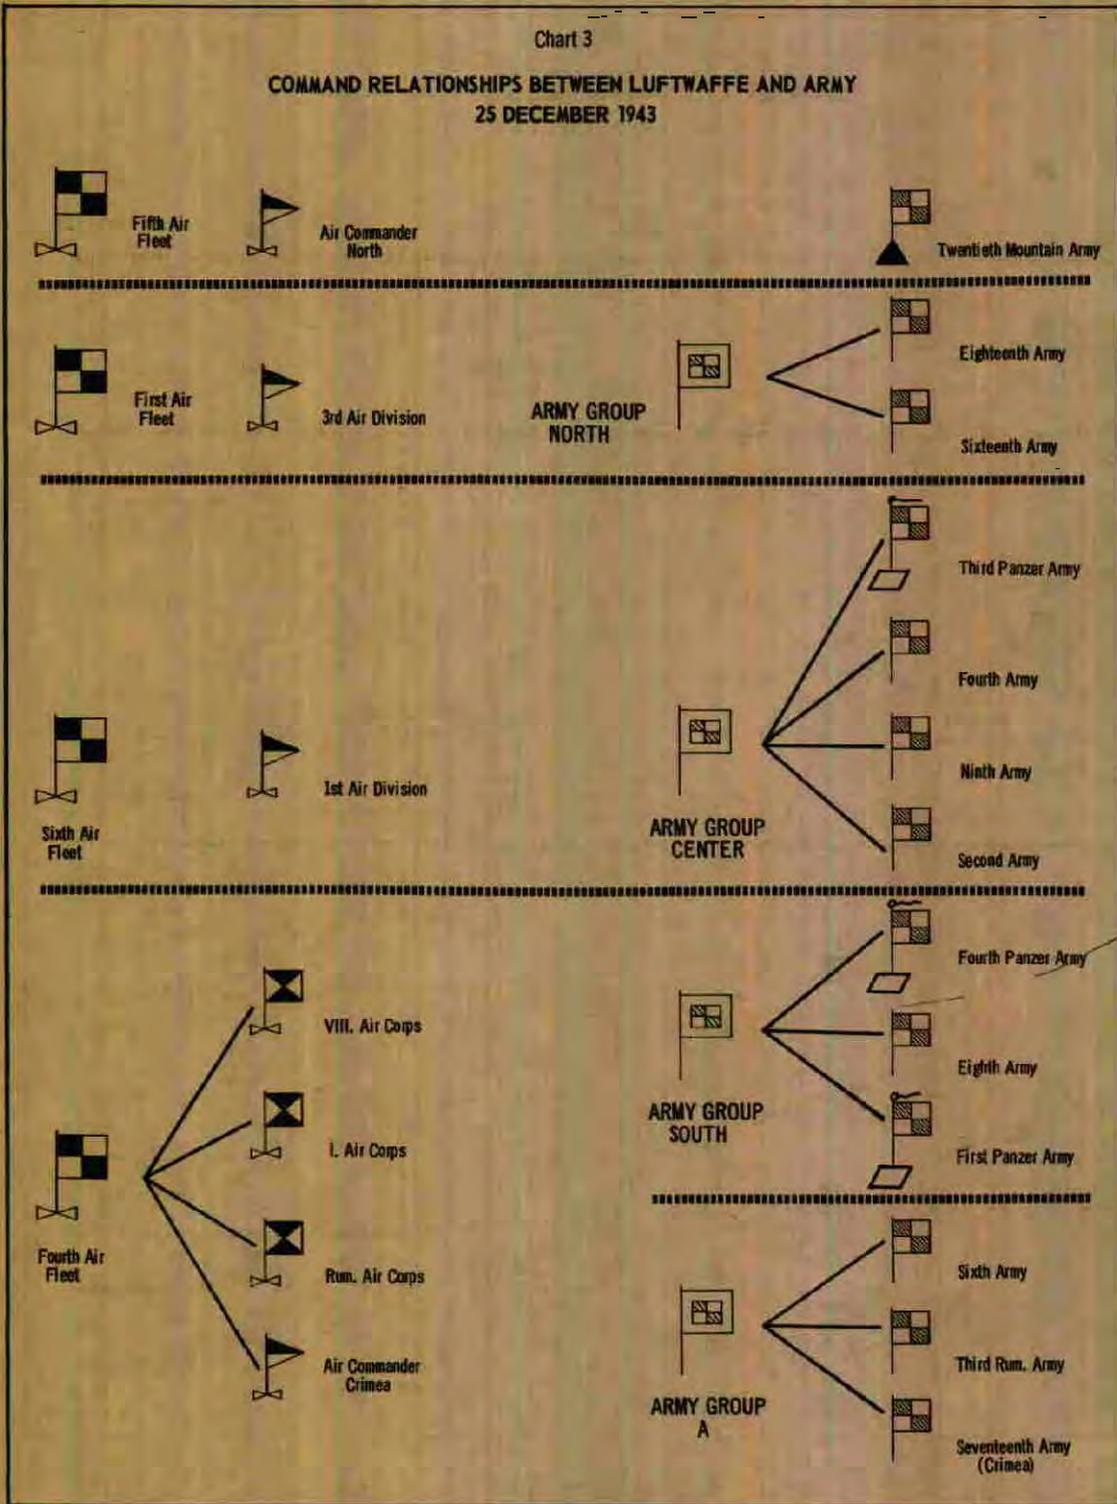 Chart 3
COMMAND RELATIONSHIPS BETWEEN LUFTWAFFE AND ARMY
25 DECEMBER 1943
Fifth Air
Fleet
Air Commander
North
Twentieth Mountain Army
First Air
Fleet
3rd Air Division
ARMY GROUP
NORTH
Eighteenth Army
Sixteenth Army
Sixth Air
Fleet
1st Air Division
ARMY GROUP
CENTER
Third Panzer Army
Fourth Army
Ninth Army
Second Army
Fourth Air
Fleet
VIII. Air Corps
I. Air Corps
Rum. Air Corps
Air Commander
Crimea
ARMY GROUP
SOUTH
Fourth Panzer Army
Eighth Army
First Panzer Army
ARMY GROUP
A
Sixth Army
Third Rum. Army
Seventeenth Army
(Crimea)